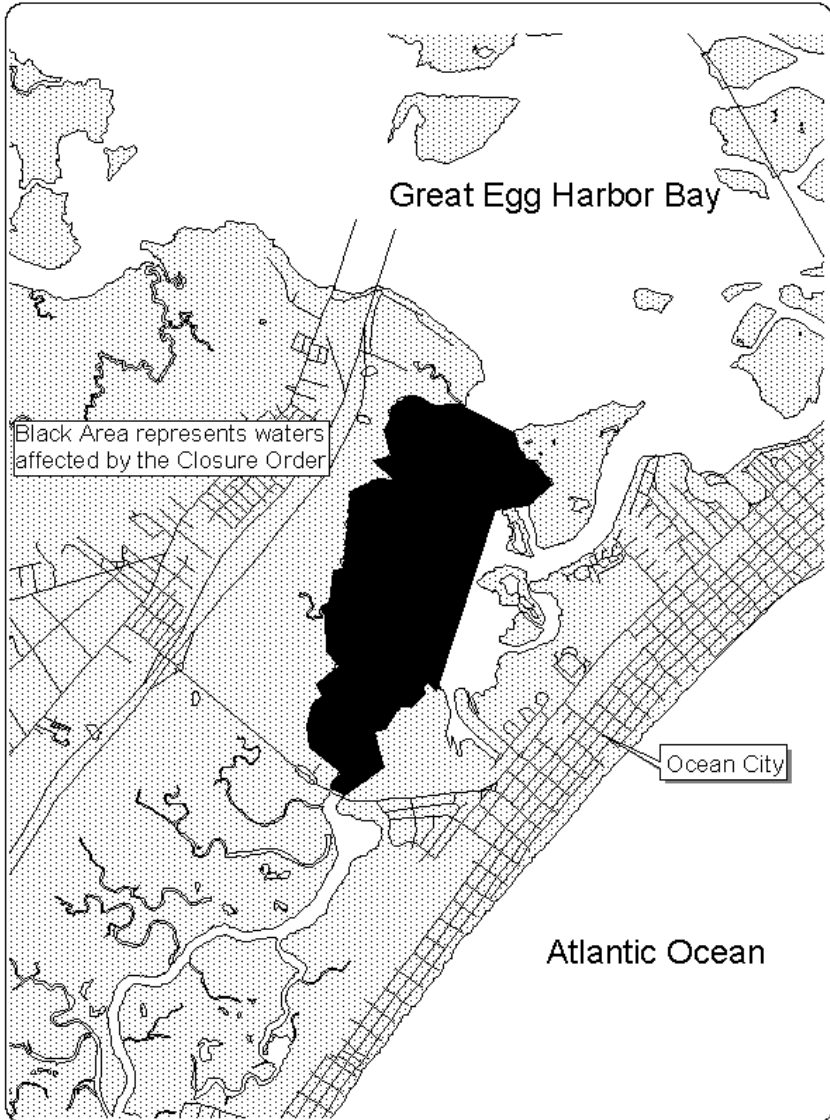 Great Egg Harbor Bay
Black Area represents waters
affected by the Closure Order
Ocean City
Atlantic Ocean